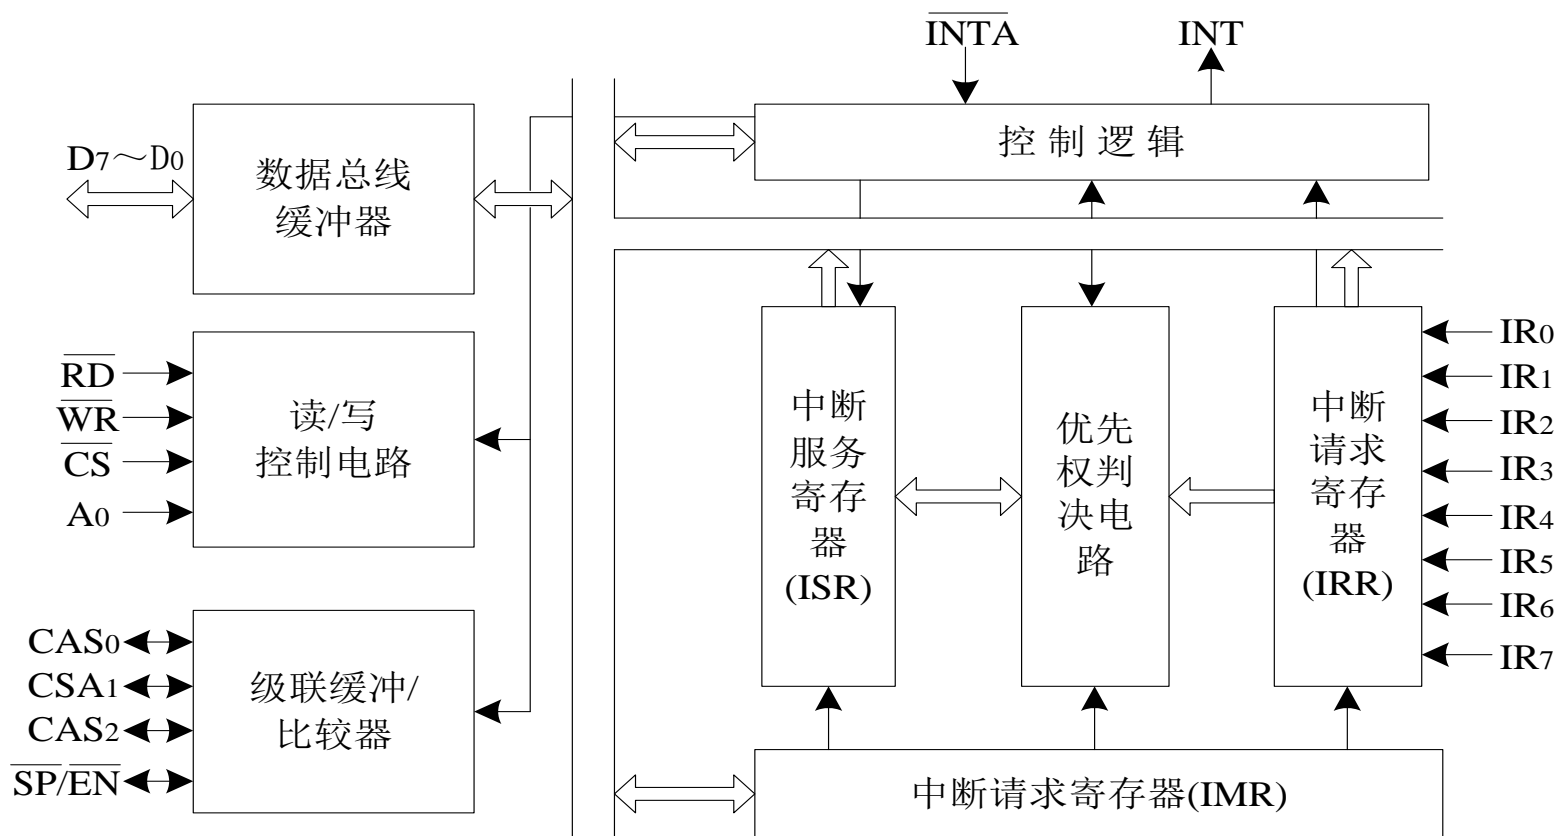 INTA
INT
控制逻辑
D7～D0
数据总线
缓冲器
RD
WR
CS
A0
读/写
控制电路
CAS0
CSA1
CAS2
SP/EN
级联缓冲/
比较器
中断
服务
寄存
器
(ISR)
优先
权判
决电
路
中断
请求
寄存
器
(IRR)
IR0
IR1
IR2
IR3
IR4
IR5
IR6
IR7
中断请求寄存器(IMR)